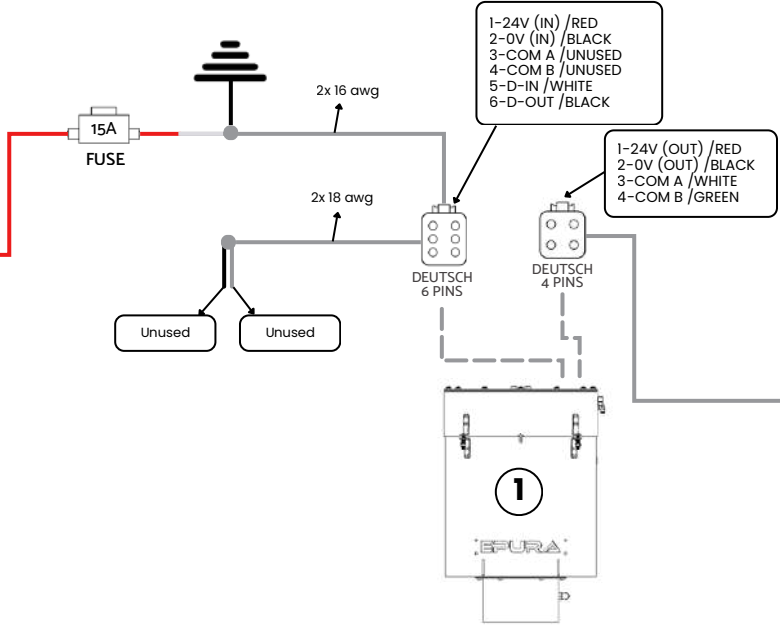 1-24V (IN) /RED
2-0V (IN) /BLACK
3-COM A /UNUSED
4-COM B /UNUSED
5-D-IN /WHITE
6-D-OUT /BLACK
2x 16 awg
15A
FUSE
1-24V (OUT) /RED
2-0V (OUT) /BLACK
3-COM A /WHITE
4-COM B /GREEN
2x 18 awg
DEUTSCH
6 PINS
DEUTSCH
4 PINS
Unused
Unused
1
EPURA